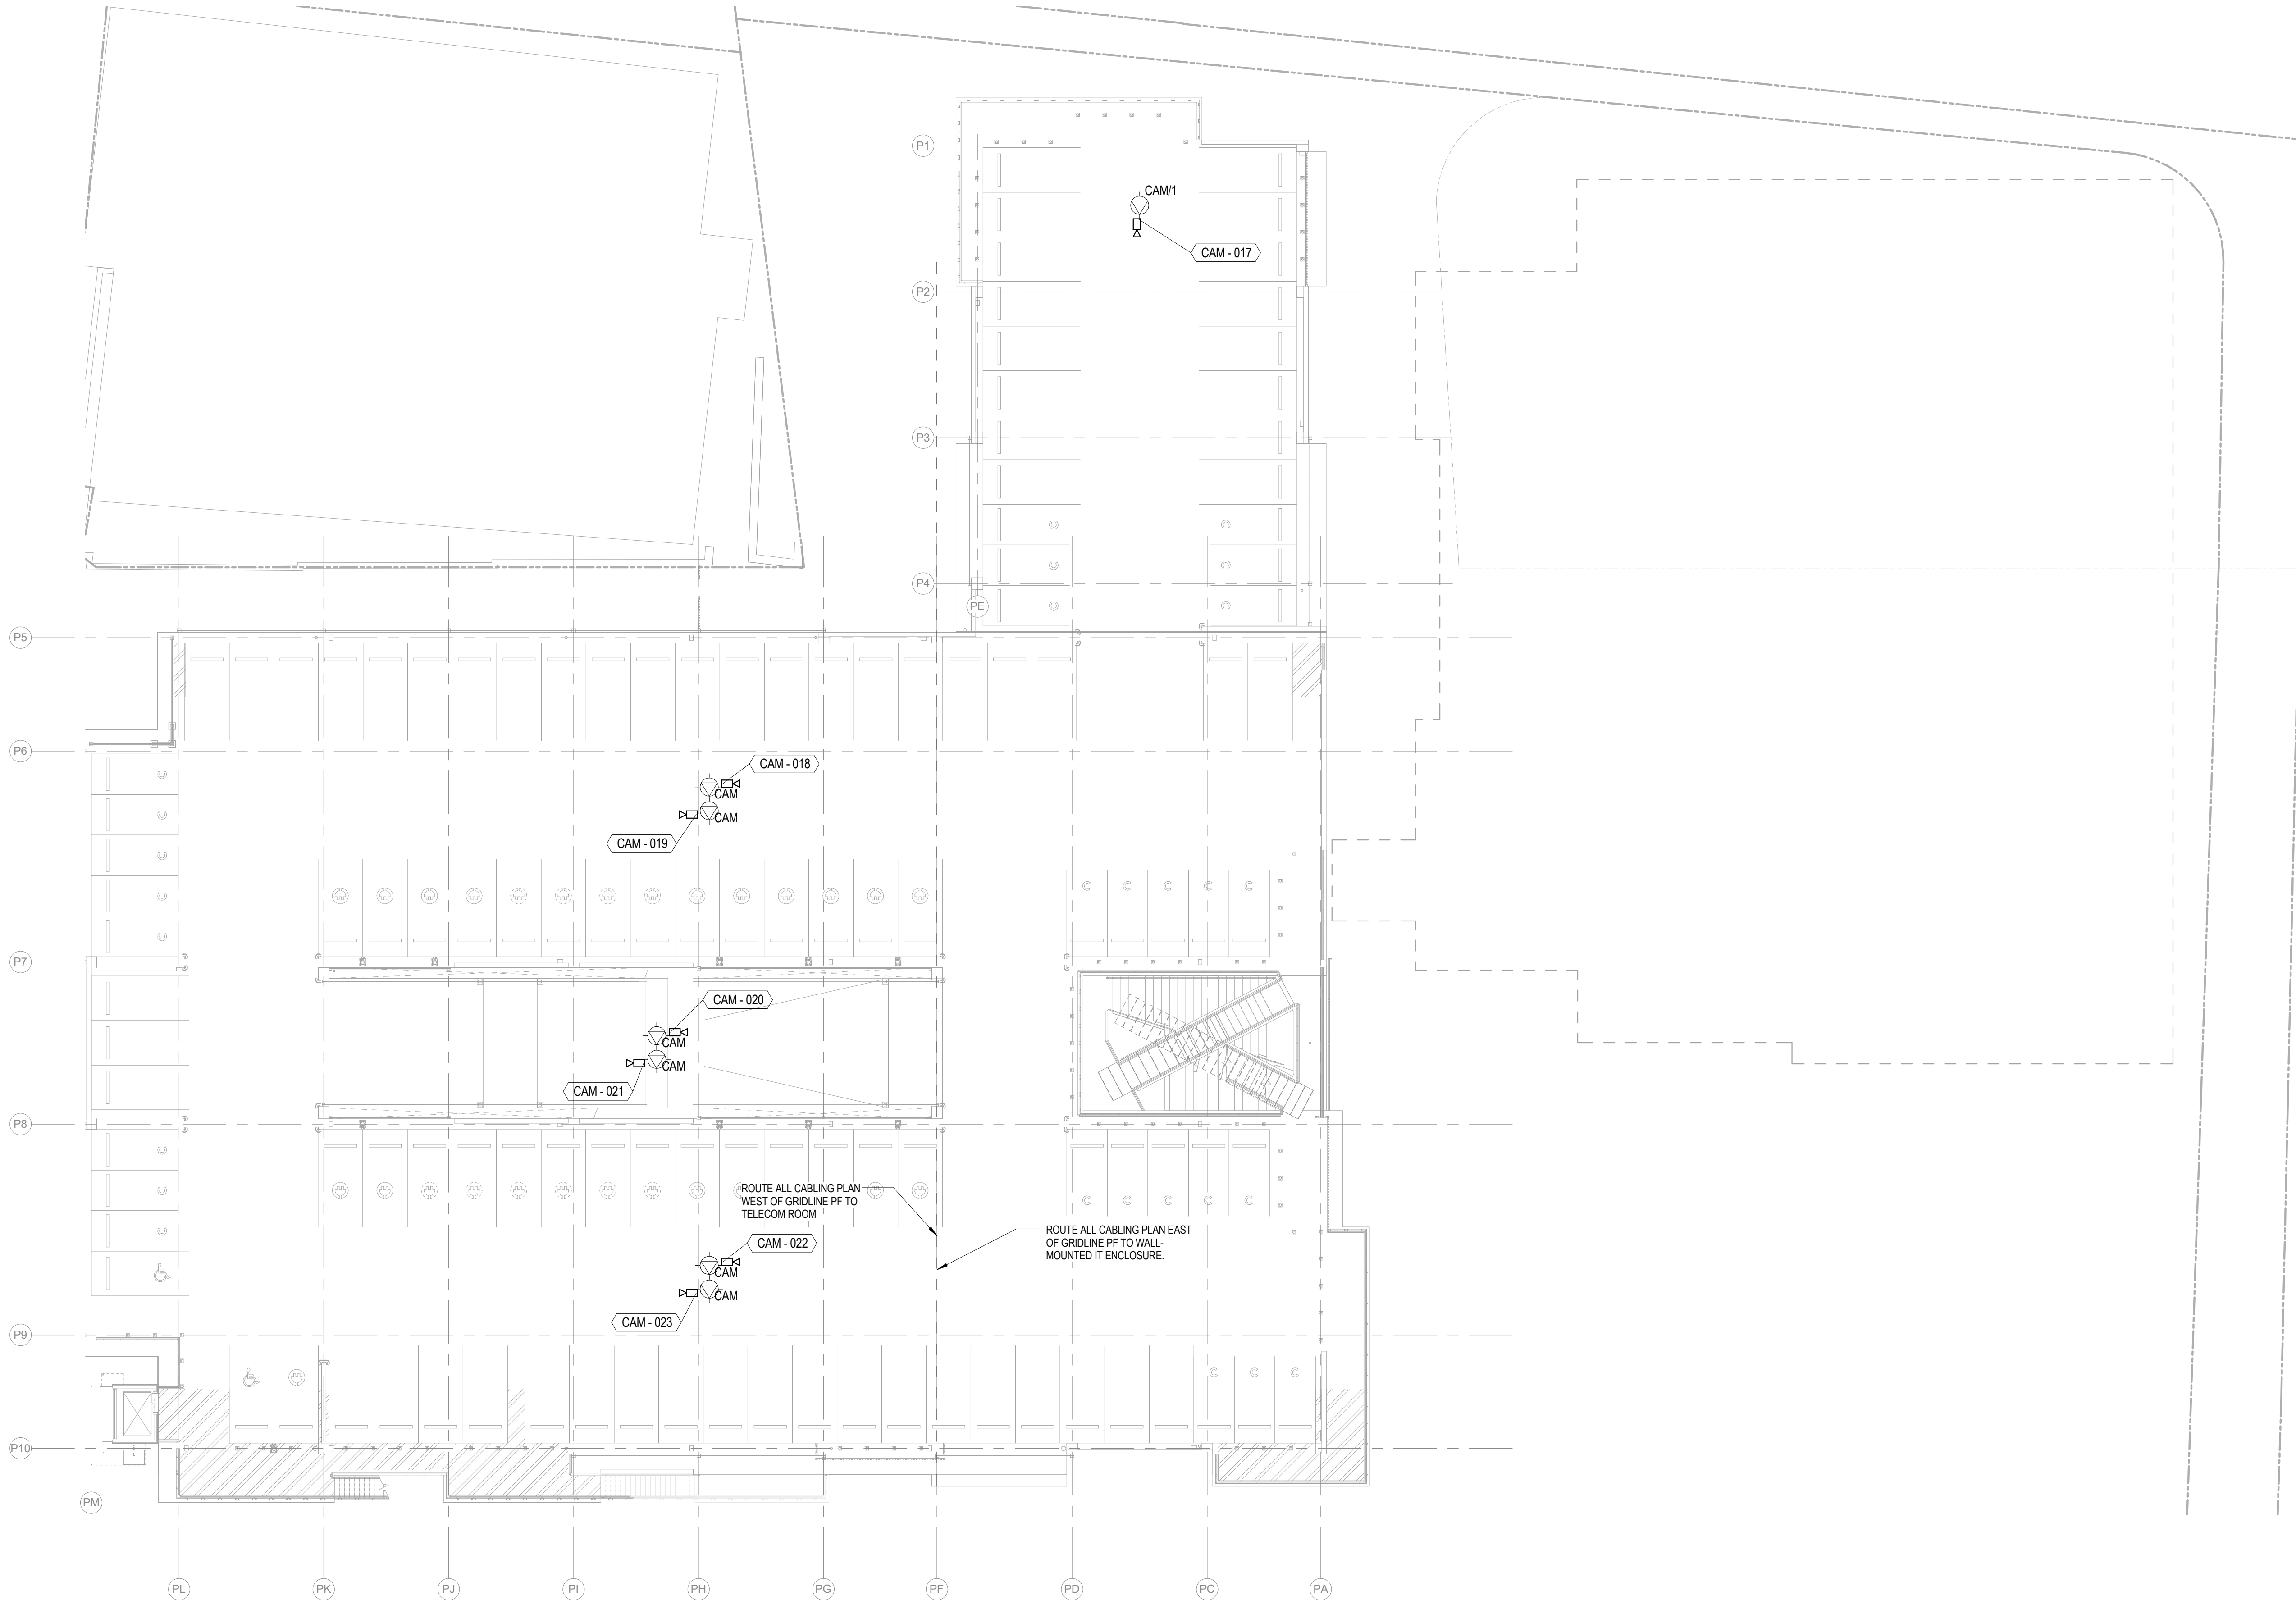 P1
CAM/1
CAM - 017
P2
P3
P4
PE
P5
P6
CAM - 018
CAM
CAM
CAM - 019
P7
CAM - 020
CAM
CAM
CAM - 021
P8
ROUTE ALL CABLING PLAN
WEST OF GRIDLINE PF TO
TELECOM ROOM
ROUTE ALL CABLING PLAN EAST
OF GRIDLINE PF TO WALL-
MOUNTED IT ENCLOSURE.
CAM - 022
CAM
CAM
CAM - 023
P9
P10
PM
PL
PK
PJ
PI
PH
PG
PF
PD
PC
PA